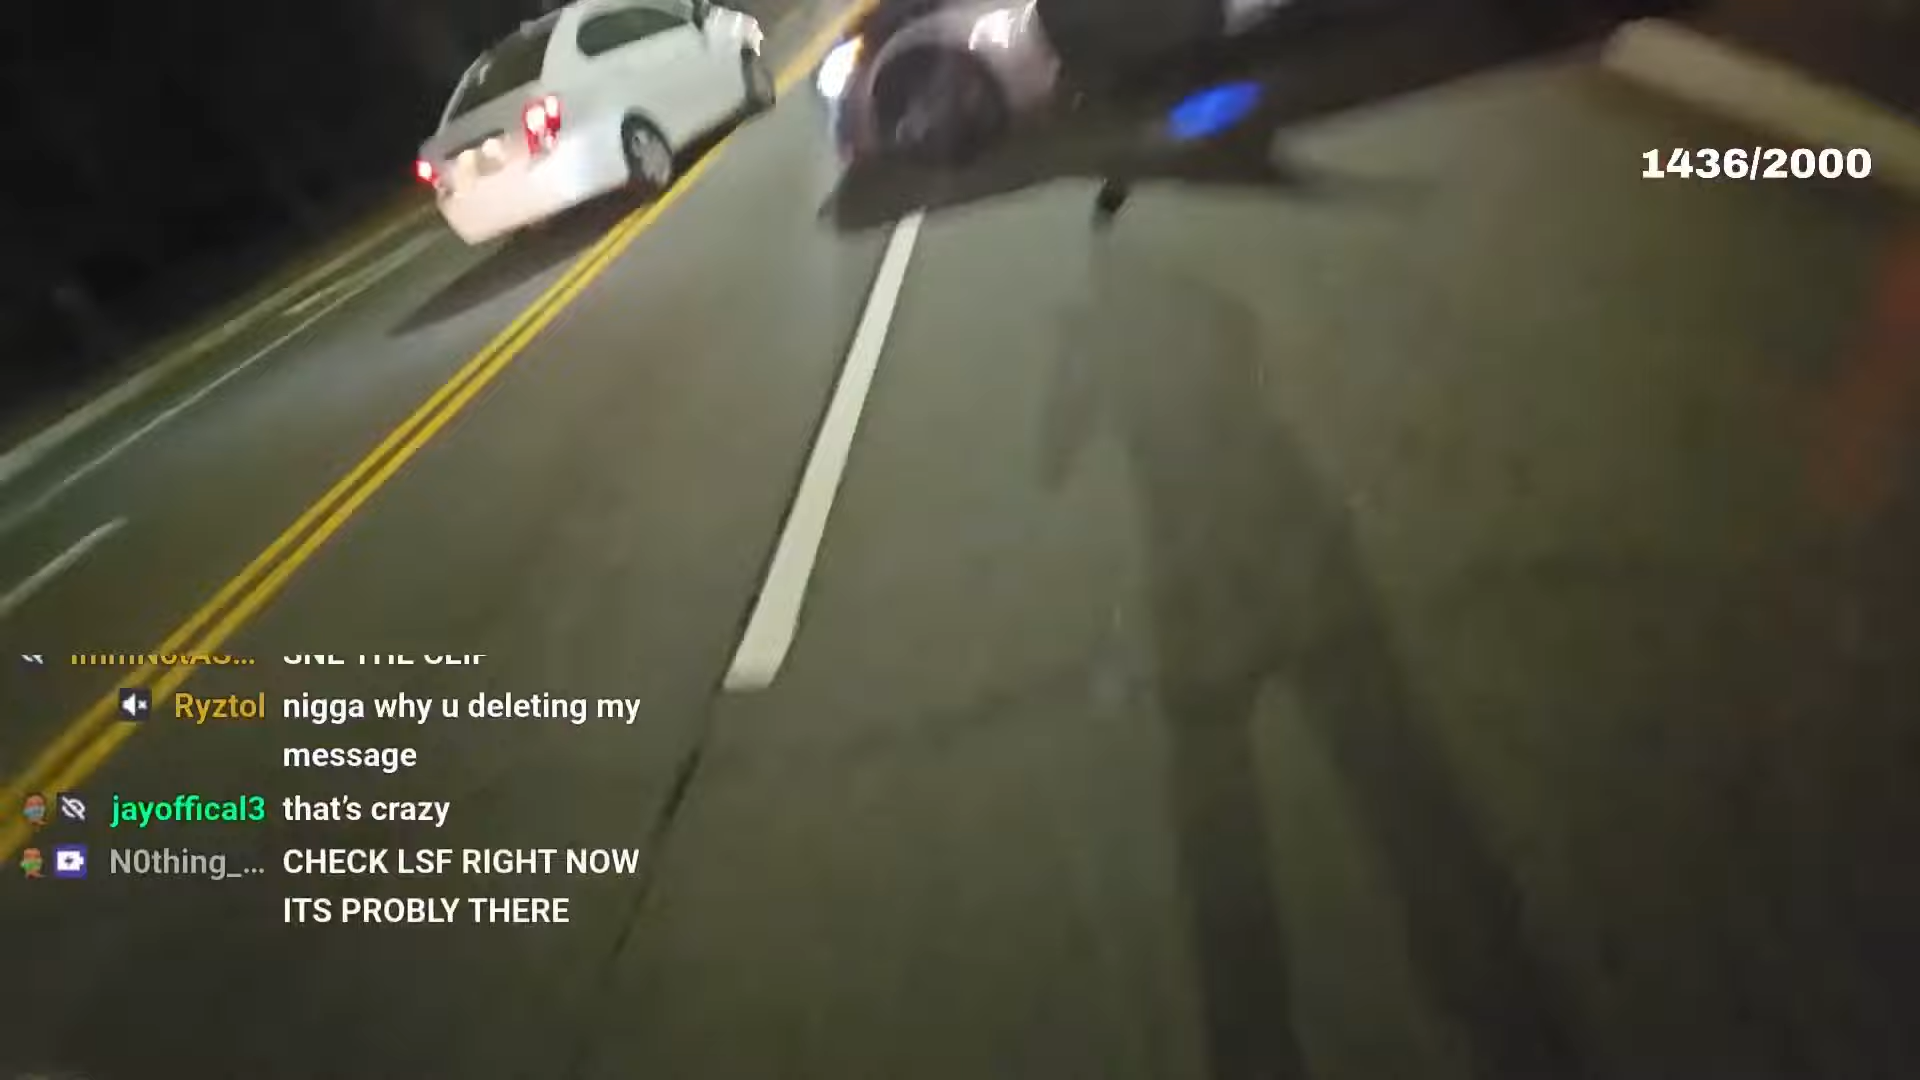 1436/2000
Ryztol nigga why u deleting my
message
jayoffical3 that’s crazy
N0thing_... CHECK LSF RIGHT NOW
ITS PROBLY THERE